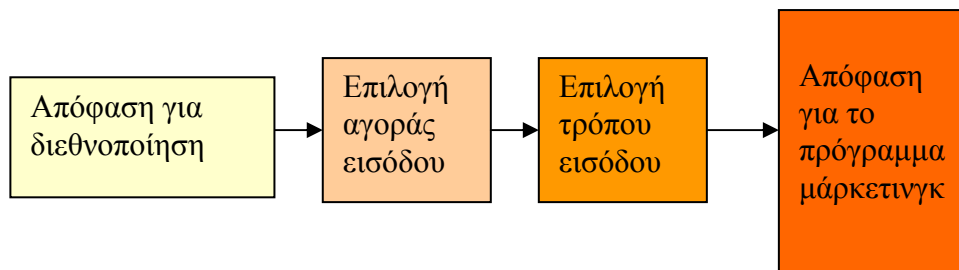 Απόφαση για
διεθνοποίηση
Επιλογή
αγοράς
εισόδου
Επιλογή
τρόπου
εισόδου
Απόφαση
για το
πρόγραμμα
μάρκετινγκ